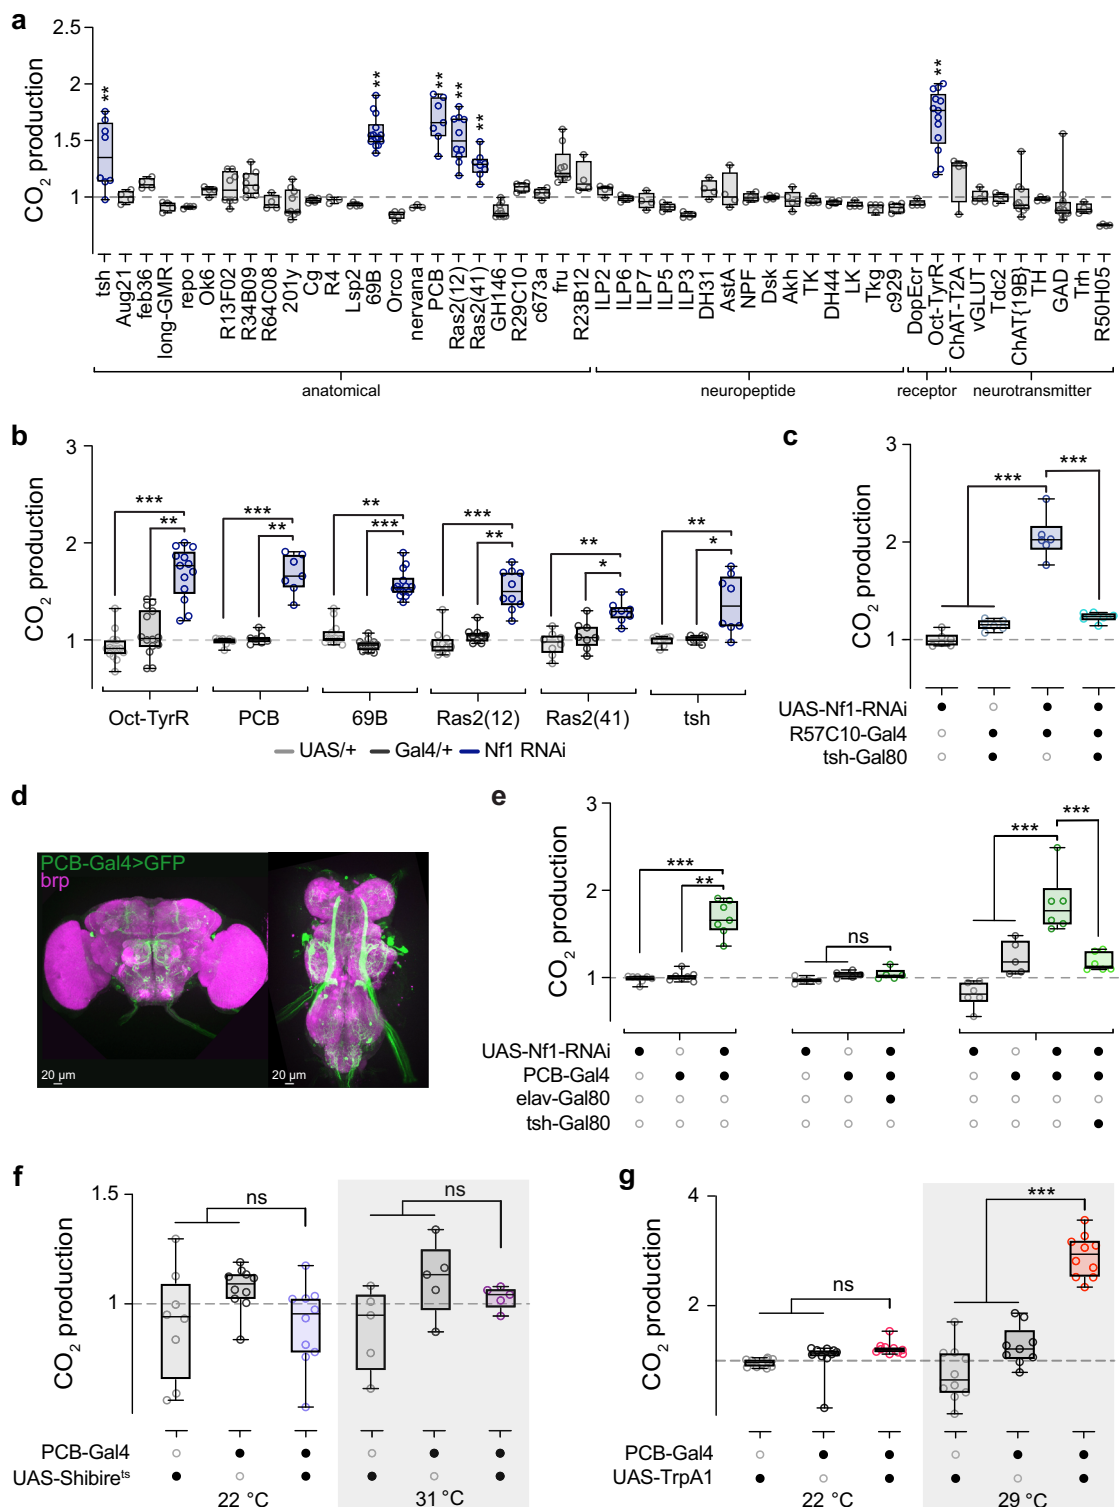 a
CO2 production
2.5
2
1.5
1
** ** ** ** ** **
tsh
Aug21
feb36
long-GMR
repo
Ok6
R13F02
R34B09
R64C08
201y
Cg
R4
Lsp2
69B
Orco
nervana
PCB
Ras2(12)
Ras2(41)
GH146
R29C10
c673a
fru
R23B12
ILP2
ILP6
ILP7
ILP5
ILP3
DH31
AstA
NPF
Dsk
Akh
TK
DH44
LK
Tkg
c929
DopEcr
Oct-TyrR
ChAT-T2A
vGLUT
Tdc2
ChAT{19B}
TH
GAD
Trh
R50H05
anatomical neuropeptide receptor neurotransmitter
b
CO2 production
3
2
1
*** ** *** ** ** *** *** ** ** * ** *
Oct-TyrR PCB 69B Ras2(12) Ras2(41) tsh
UAS/+ Gal4/+ Nf1 RNAi
c
CO2 production
3
2
1
*** ***
UAS-Nf1-RNAi
R57C10-Gal4
tsh-Gal80
d
PCB-Gal4>GFP
brp
20 µm 20 µm
e
CO2 production
3
2
1
*** ** ns *** ***
UAS-Nf1-RNAi
PCB-Gal4
elav-Gal80
tsh-Gal80
f
CO2 production
1.5
1
ns ns
PCB-Gal4
UAS-Shibirets
22 °C 31 °C
g
CO2 production
4
2
ns ***
PCB-Gal4
UAS-TrpA1
22 °C 29 °C